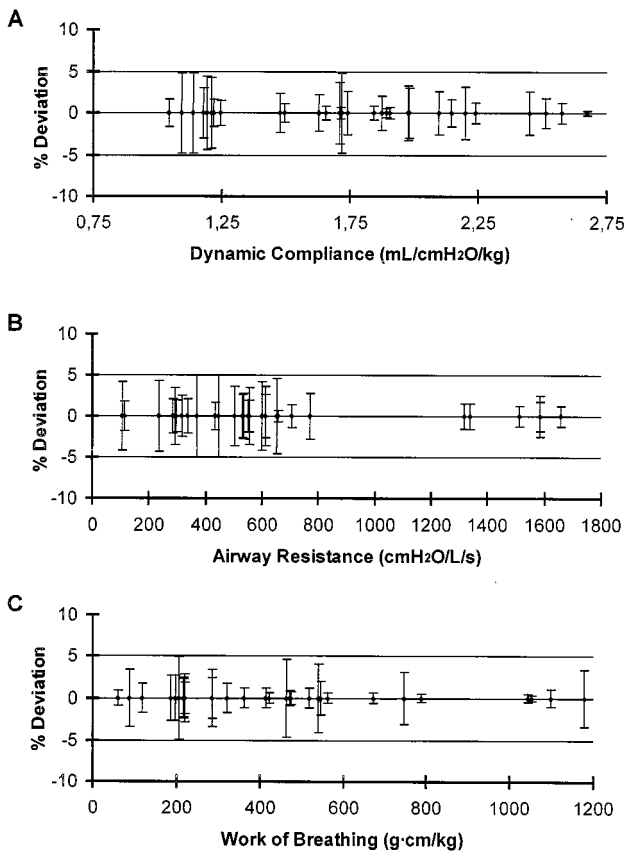 A
10
5
0
-5
-10
% Deviation
0,75 1,25 1,75 2,25 2,75
Dynamic Compliance (mL/cmH2O/kg)
B
10
5
0
-5
-10
% Deviation
0 200 400 600 800 1000 1200 1400 1600 1800
Airway Resistance (cmH2O/L/s)
C
10
5
0
-5
-10
% Deviation
0 200 400 600 800 1000 1200
Work of Breathing (g·cm/kg)